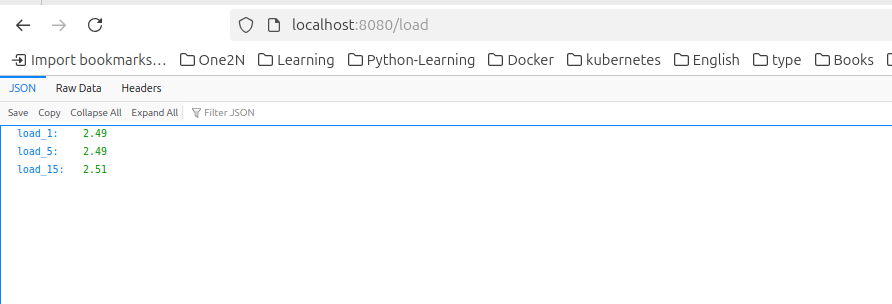 localhost:8080/load
Import bookmarks… One2N Learning Python-Learning Docker kubernetes English type Books
JSON Raw Data Headers
Save Copy Collapse All Expand All Filter JSON
load_1: 2.49
load_5: 2.49
load_15: 2.51